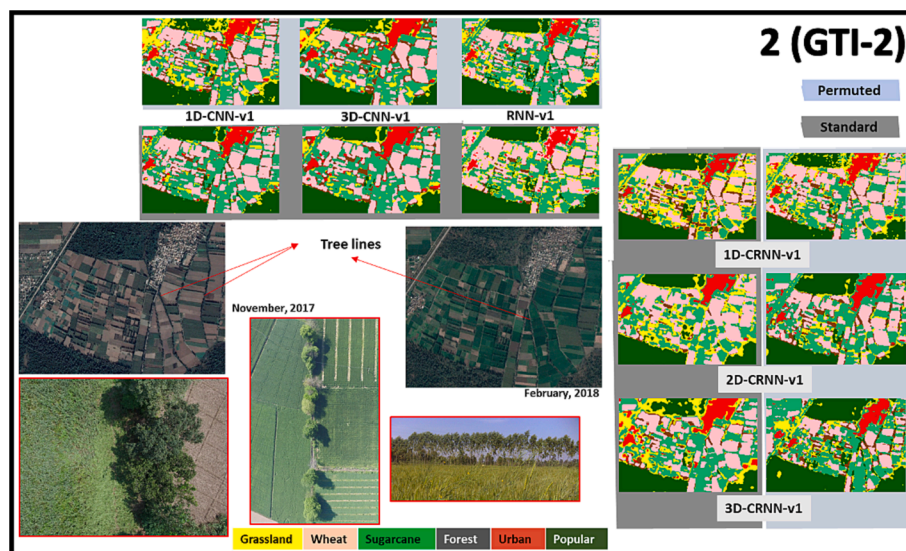 2 (GTI-2)
Permuted
Standard
1D-CNN-v1
3D-CNN-v1
RNN-v1
Tree lines
November, 2017
February, 2018
1D-CRNN-v1
2D-CRNN-v1
3D-CRNN-v1
Grassland
Wheat
Sugarcane
Forest
Urban
Popular